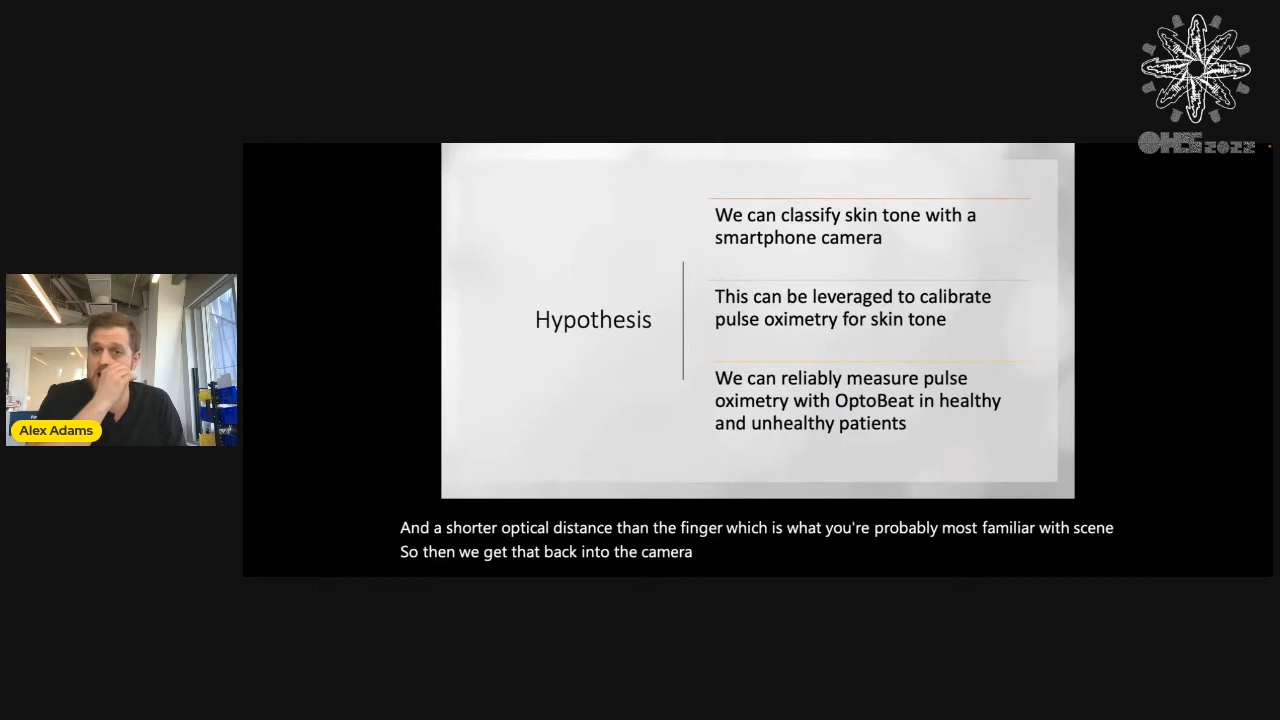 OHS2022
Hypothesis
We can classify skin tone with a
smartphone camera
This can be leveraged to calibrate
pulse oximetry for skin tone
We can reliably measure pulse
oximetry with OptoBeat in healthy
and unhealthy patients
Alex Adams
And a shorter optical distance than the finger which is what you're probably most familiar with scene
So then we get that back into the camera